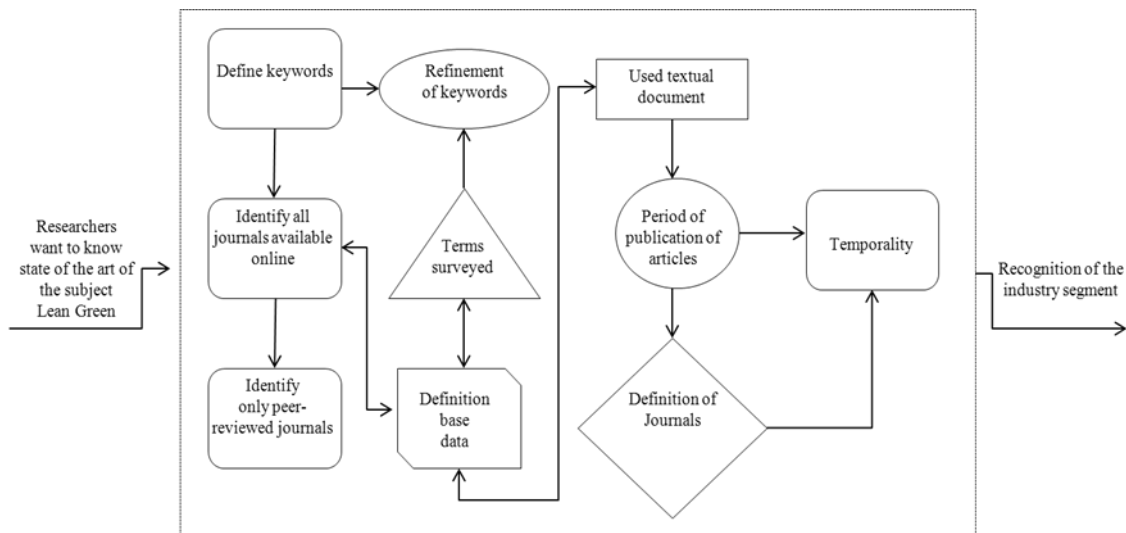 Researchers
want to know
state of the art of
the subject
Lean Green
Define keywords
Refinement
of keywords
Identify all
journals available
online
Terms
surveyed
Identify
only peer-
reviewed journals
Definition
base
data
Used textual
document
Period of
publication of
articles
Temporality
Definition of
Journals
Recognition of the
industry segment